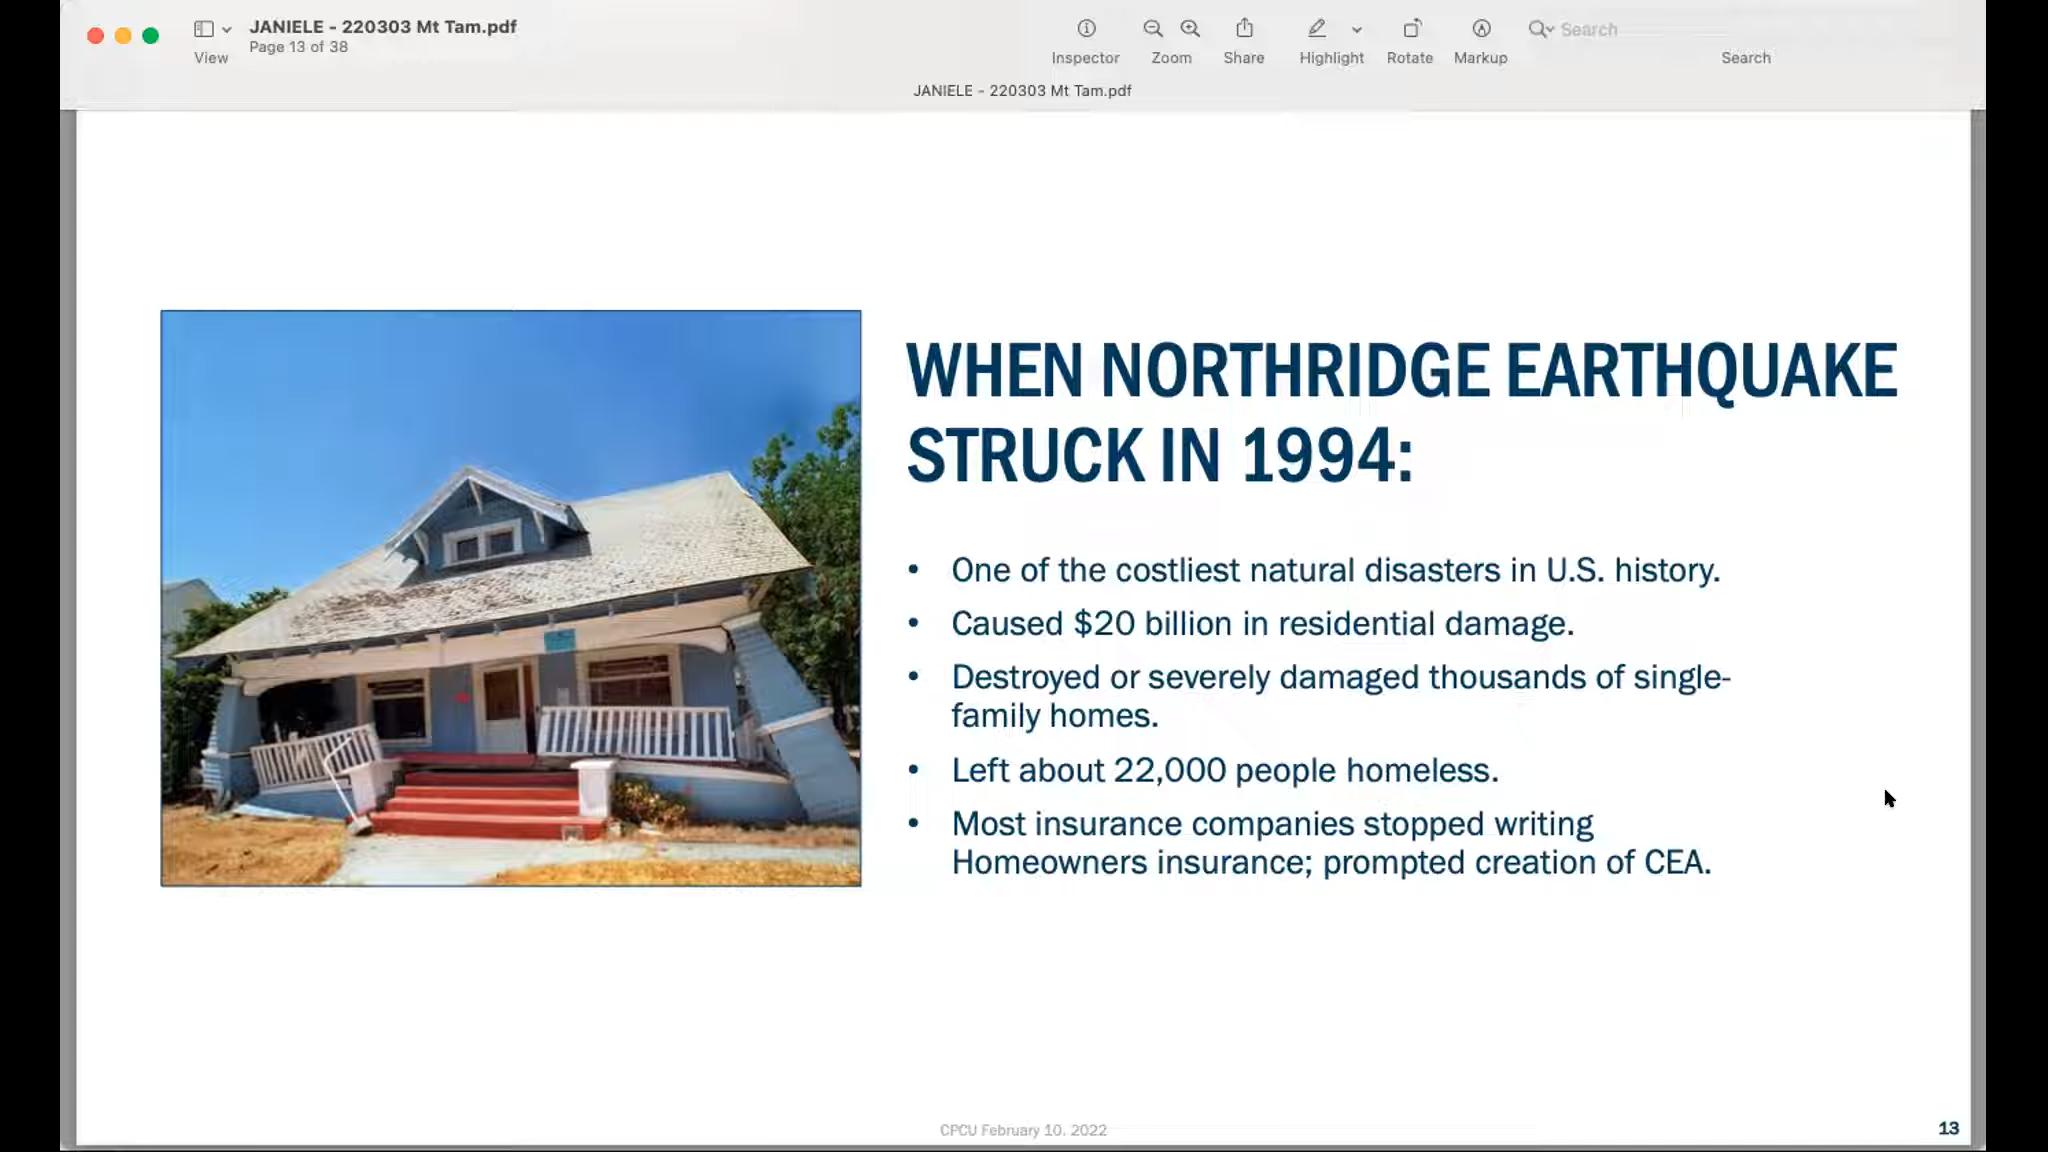 JANIELE - 220303 Mt Tam.pdf
Page 13 of 38
View
Inspector
Zoom
Share
Highlight
Rotate
Markup
Search
Search
JANIELE - 220303 Mt Tam.pdf
WHEN NORTHRIDGE EARTHQUAKE
STRUCK IN 1994:
• One of the costliest natural disasters in U.S. history.
• Caused $20 billion in residential damage.
• Destroyed or severely damaged thousands of single-
family homes.
• Left about 22,000 people homeless.
• Most insurance companies stopped writing
Homeowners insurance; prompted creation of CEA.
CPCU February 10, 2022
13